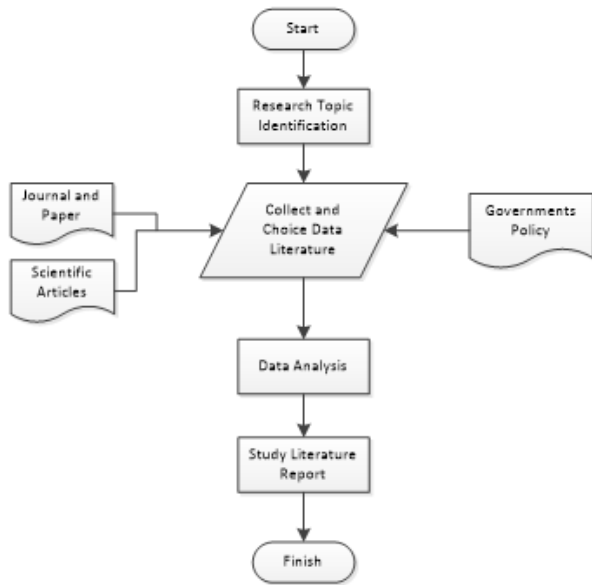 Start
Research Topic
Identification
Journal and
Paper
Collect and
Choice Data
Literature
Governments
Policy
Scientific
Articles
Data Analysis
Study Literature
Report
Finish